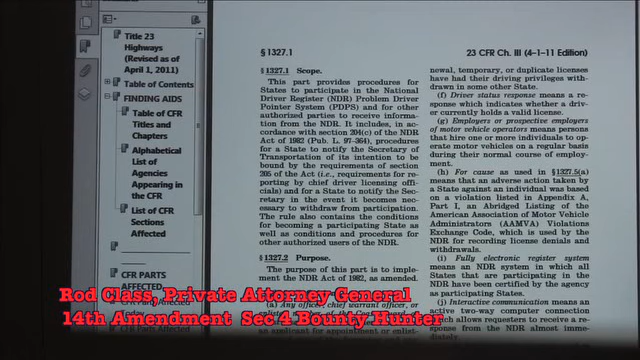 Title 23
Highways
(Revised as
of April 1, 2011)
Table of Contents
FINDING AIDS
Table of CFR
Titles and
Chapters
Alphabetical
List of
Agencies
Appearing in
the CFR
List of CFR
Sections
Affected
CFR PARTS
AFFECTED
§ 1327.1
23 CFR Ch. III (4–1–11 Edition)
§ 1327.1 Scope.
This part provides procedures for
States to participate in the National
Driver Register (NDR) Problem Driver
Pointer System (PDPS) and for other
authorized parties to receive informa-
tion from the NDR. It includes, in ac-
cordance with section 204(c) of the NDR
Act of 1982 (Pub. L. 97–364), procedures
for a State to notify the Secretary of
Transportation of its intention to be
bound by the requirements of section
205 of the Act (i.e., requirements for re-
porting by chief driver licensing offi-
cials) and for a State to notify the Sec-
retary in the event it becomes nec-
essary to withdraw from participation.
The rule also contains the conditions
for becoming a participating State as
well as conditions and procedures for
other authorized users of the NDR.
§ 1327.2 Purpose.
The purpose of this part is to imple-
ment the NDR Act of 1982, as amended.
(a) Any officer, chief warrant officer, or
an applicant for appointment or enlist-
newal, temporary, or duplicate licenses
have had their driving privileges with-
drawn in some other State.
(f) Driver status response means a re-
sponse which indicates whether a driv-
er currently holds a valid license.
(g) Employers or prospective employers
of motor vehicle operators means persons
that hire one or more individuals to op-
erate motor vehicles on a regular basis
during their normal course of employ-
ment.
(h) For cause as used in § 1327.5(a)
means that an adverse action taken by
a State against an individual was based
on a violation listed in Appendix A,
Part I, an Abridged Listing of the
American Association of Motor Vehicle
Administrators (AAMVA) Violations
Exchange Code, which is used by the
NDR for recording license denials and
withdrawals.
(i) Fully electronic register system
means an NDR system in which all
States that are participating in the
NDR have been certified by the agency
as participating States.
(j) Interactive communication means an
active two-way computer connection
which allows requesters to receive a re-
sponse from the NDR almost imme-
Rod Class, Private Attorney General
14th Amendment Sec 4 Bounty Hunter